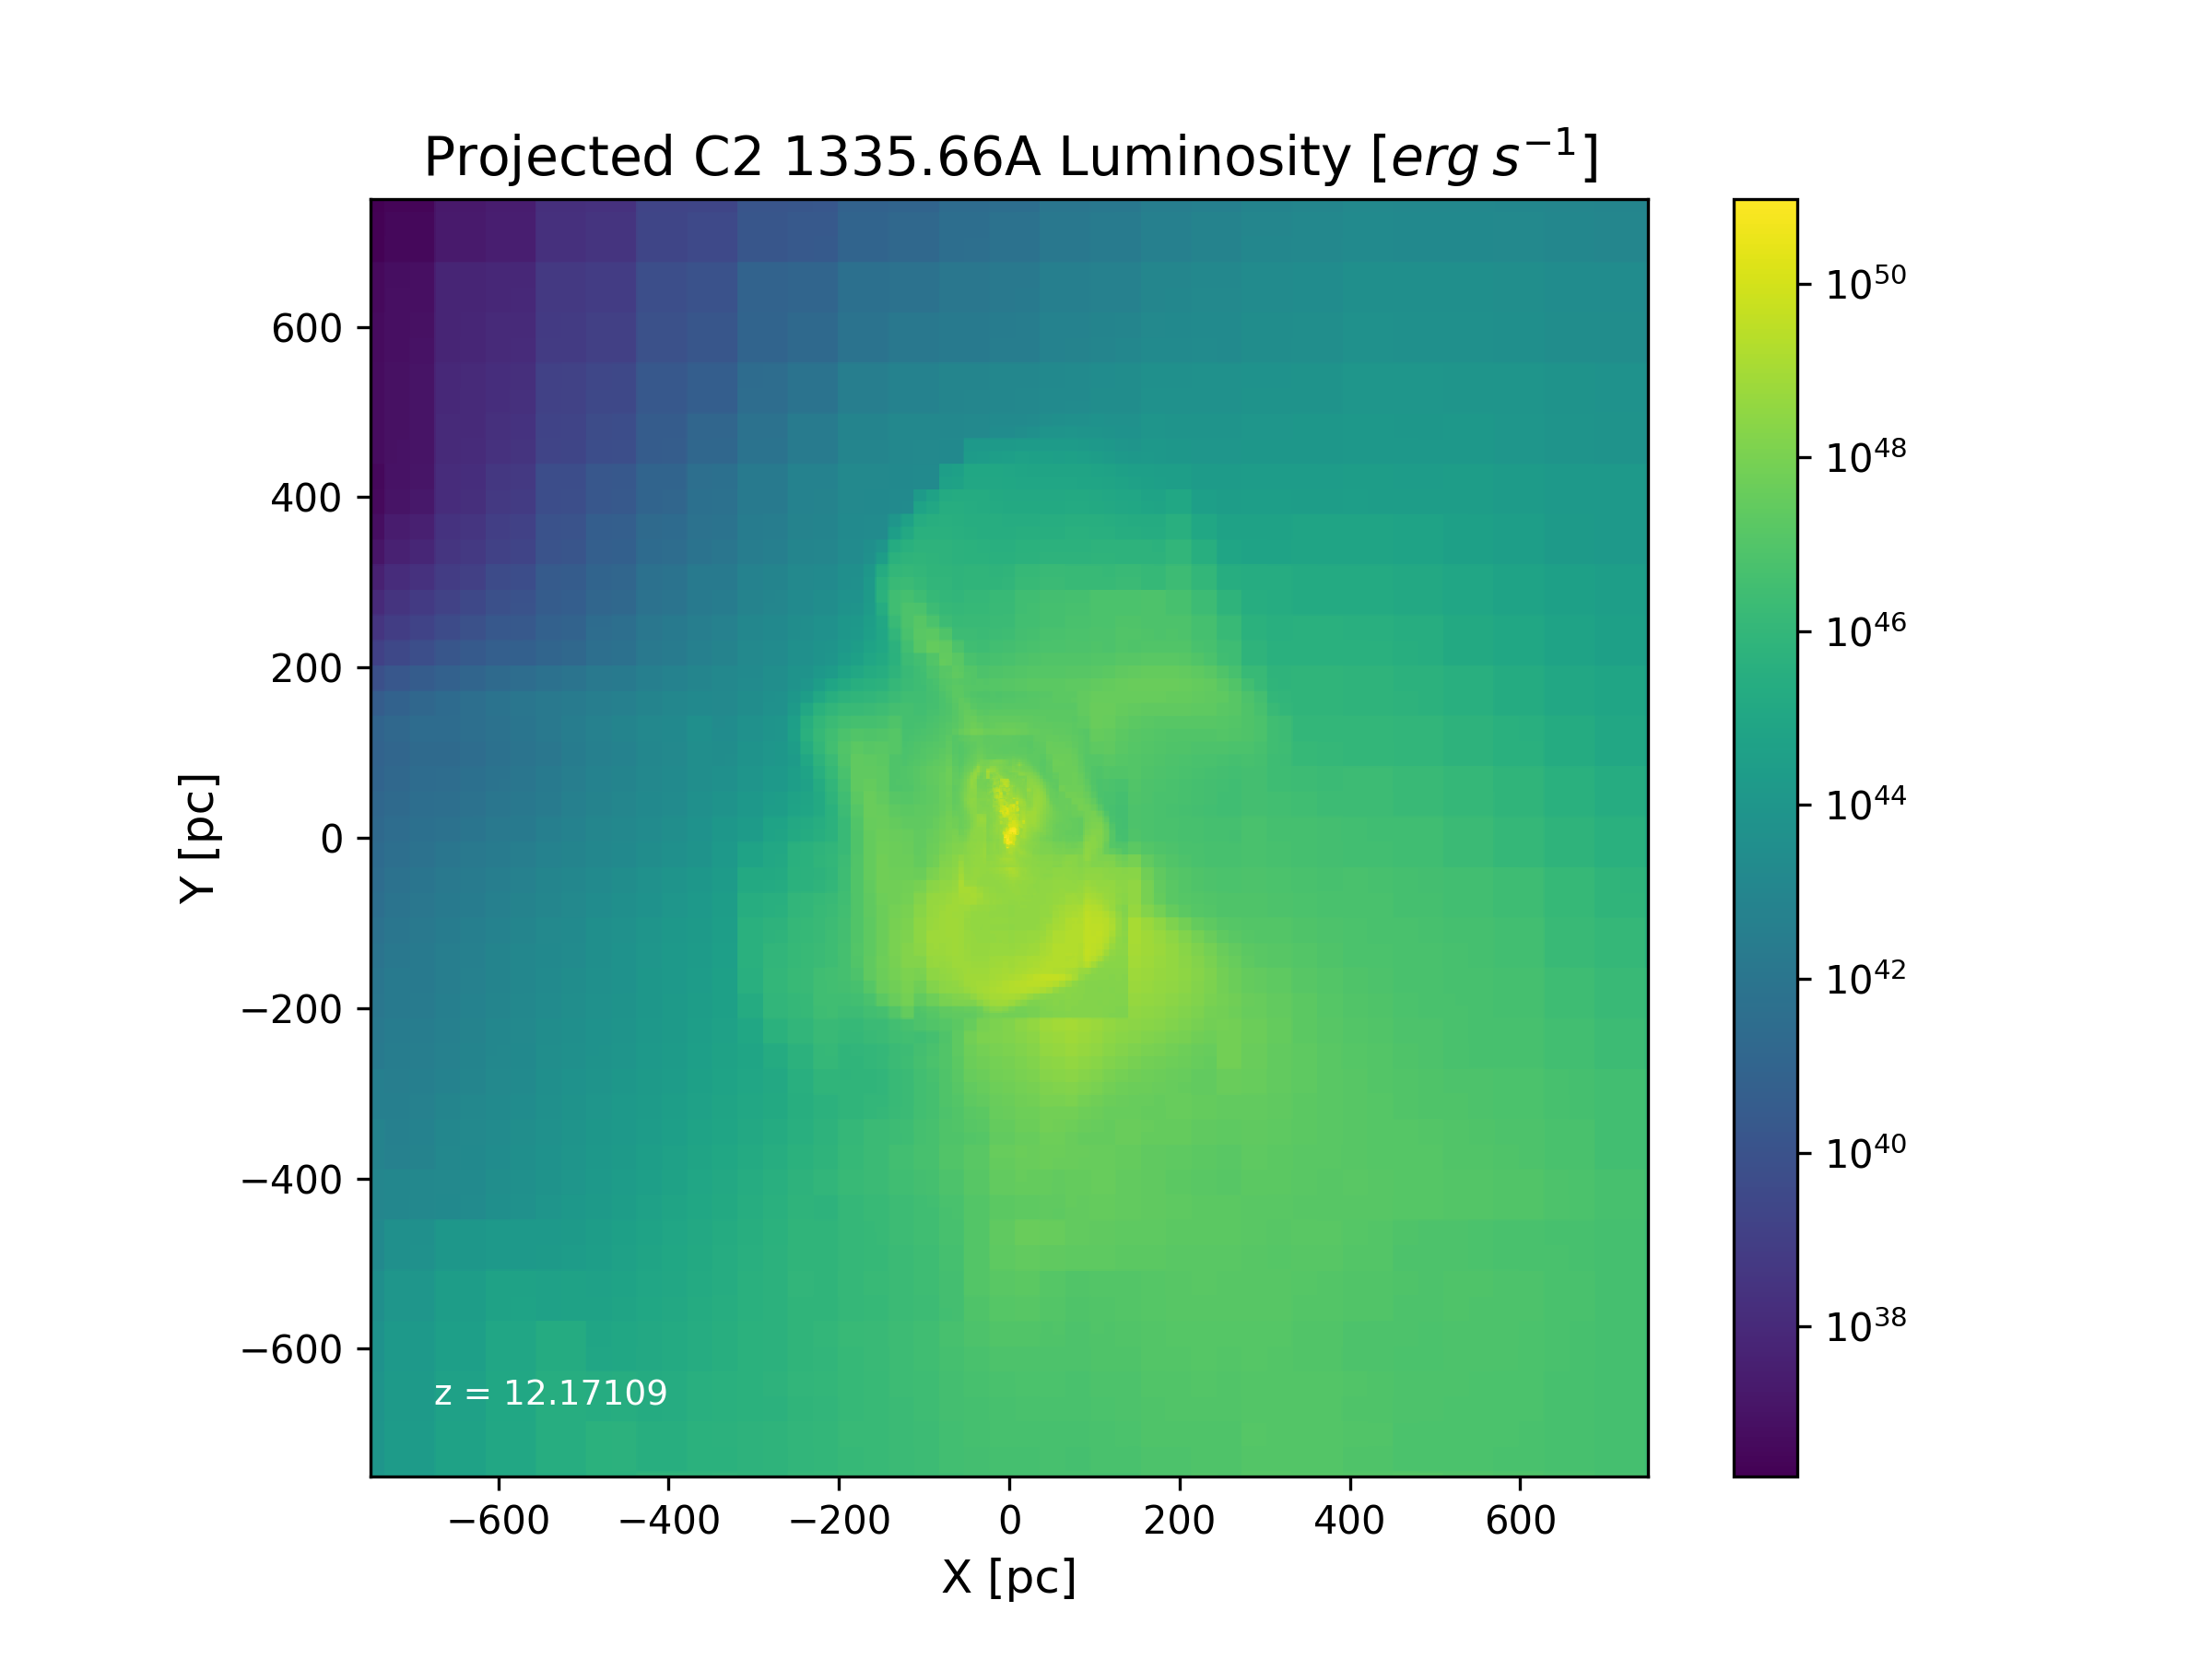 Projected C2 1335.66A Luminosity [erg s⁻¹]
10⁵⁰
10⁴⁸
10⁴⁶
10⁴⁴
10⁴²
10⁴⁰
10³⁸
Y [pc]
600
400
200
0
−200
−400
−600
z = 12.17109
−600 −400 −200 0 200 400 600
X [pc]